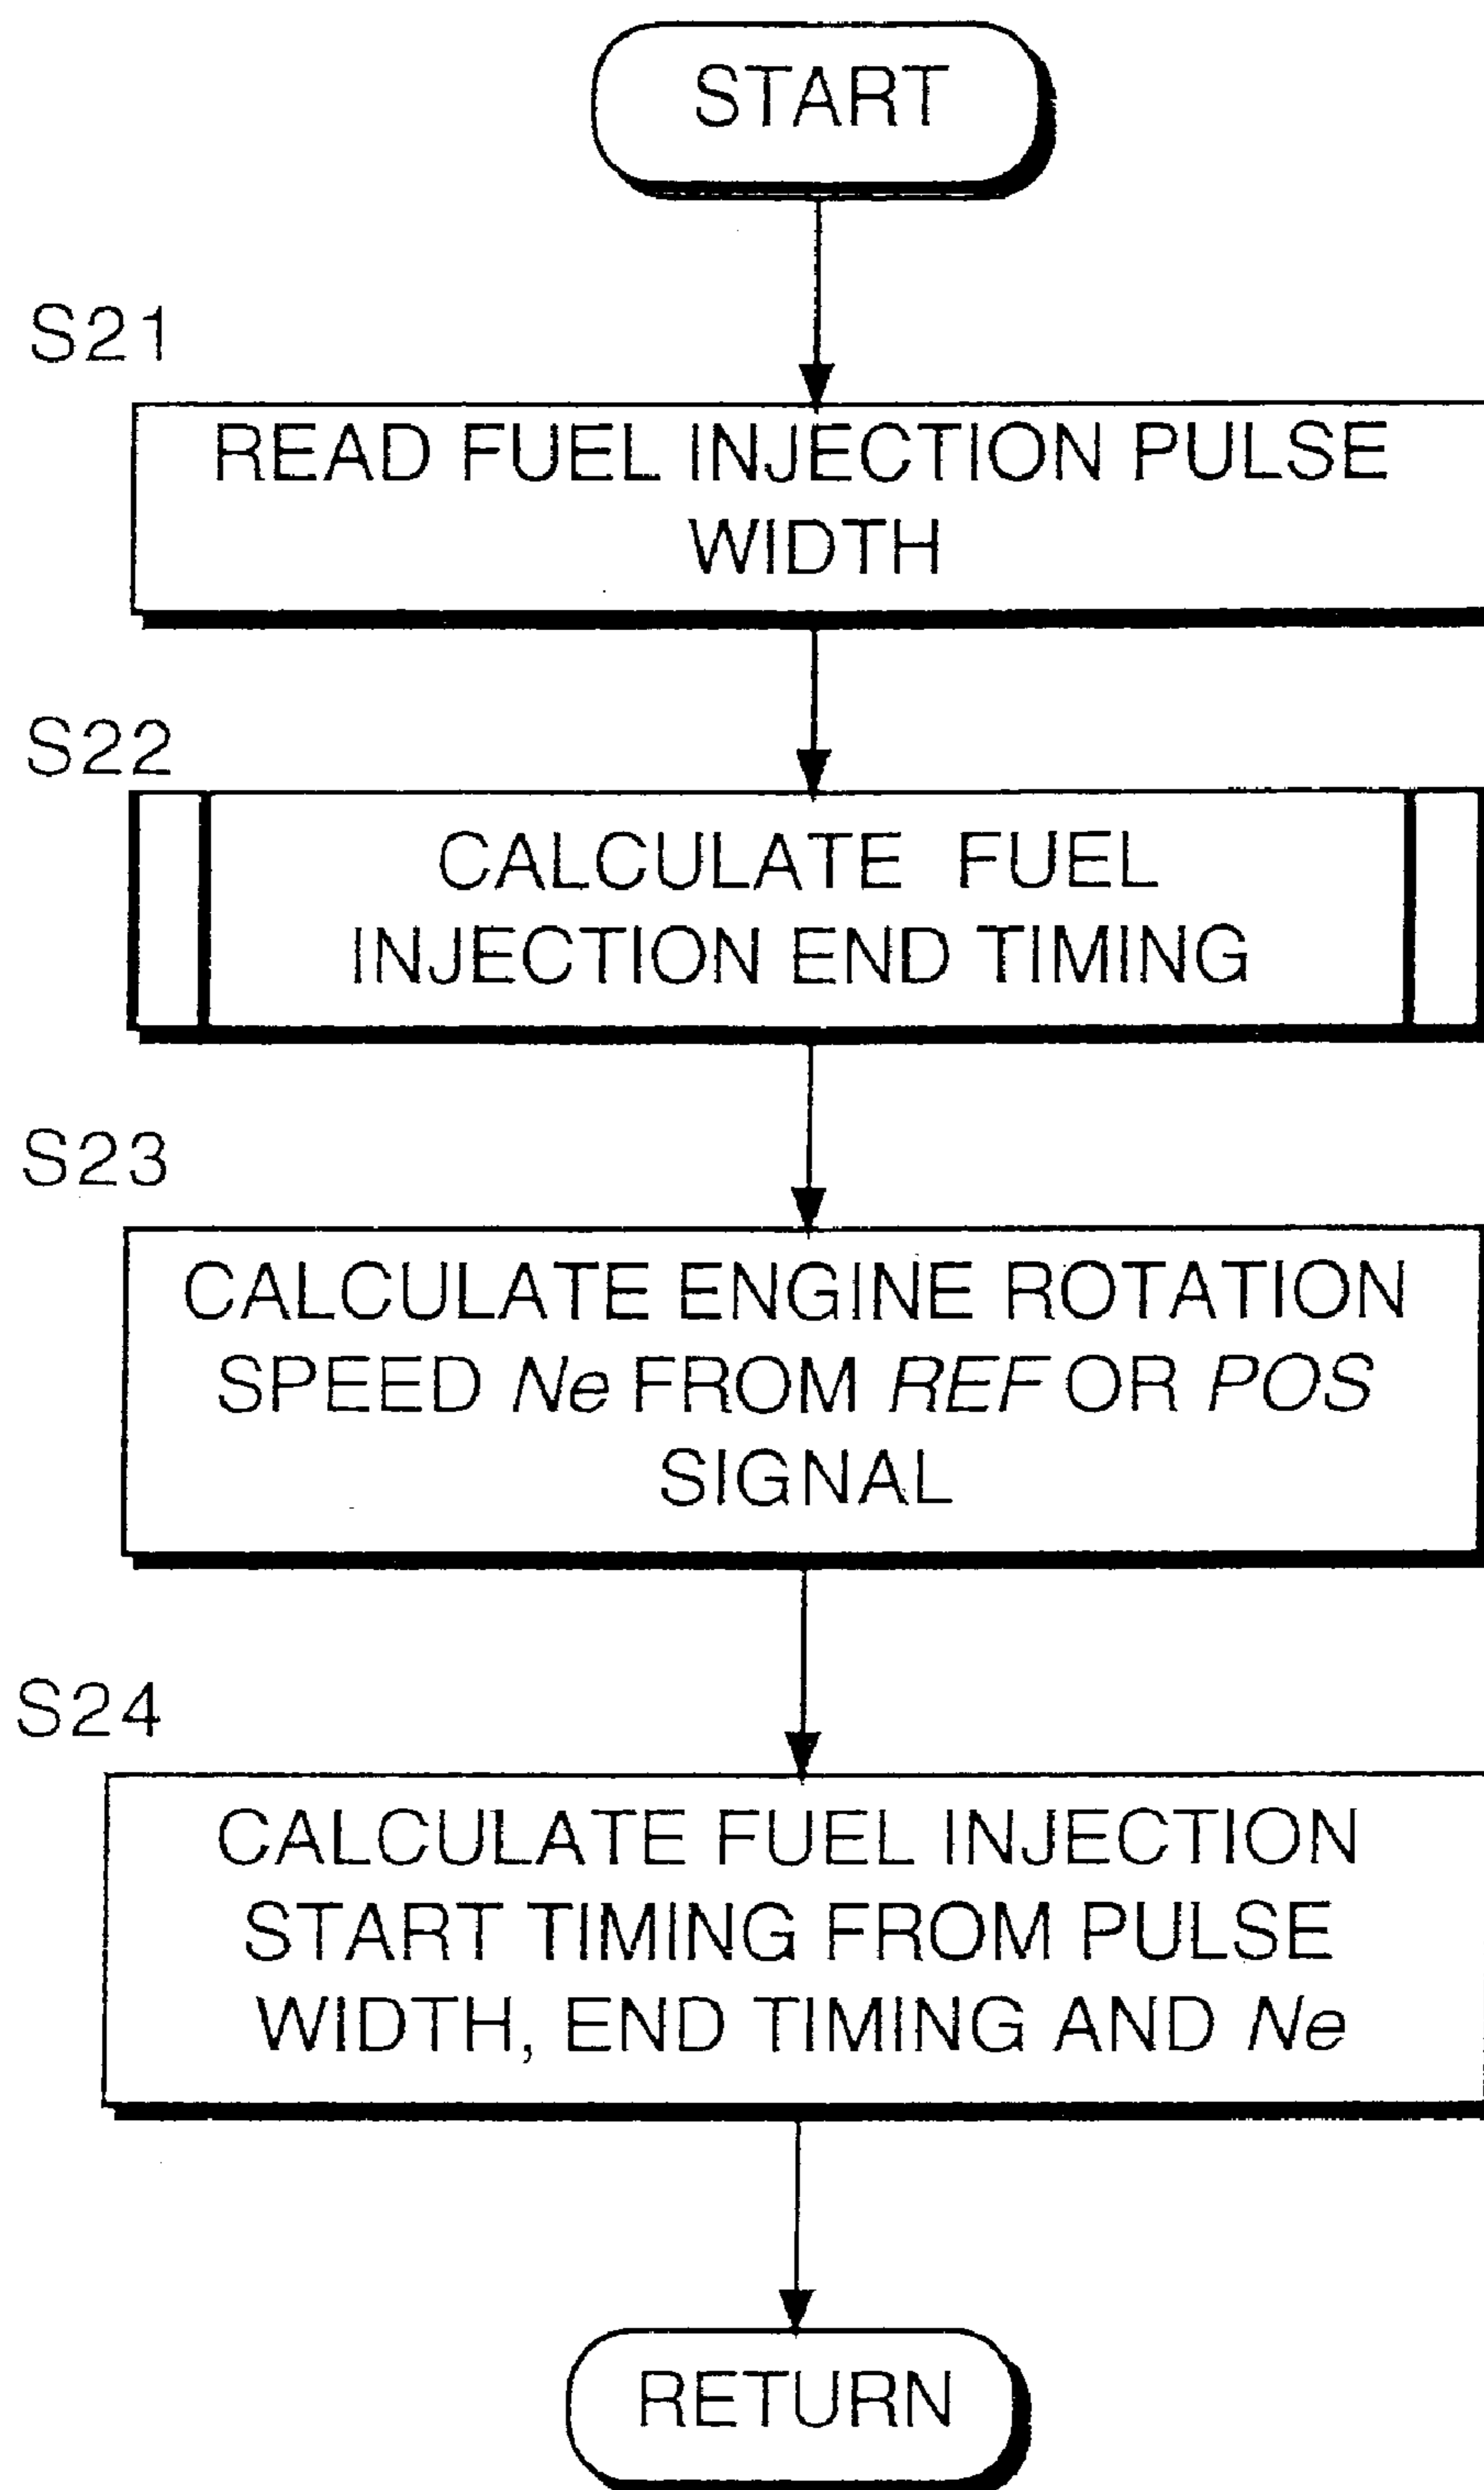 START
S21
READ FUEL INJECTION PULSE
WIDTH
S22
CALCULATE FUEL
INJECTION END TIMING
S23
CALCULATE ENGINE ROTATION
SPEED Ne FROM REF OR POS
SIGNAL
S24
CALCULATE FUEL INJECTION
START TIMING FROM PULSE
WIDTH, END TIMING AND Ne
RETURN